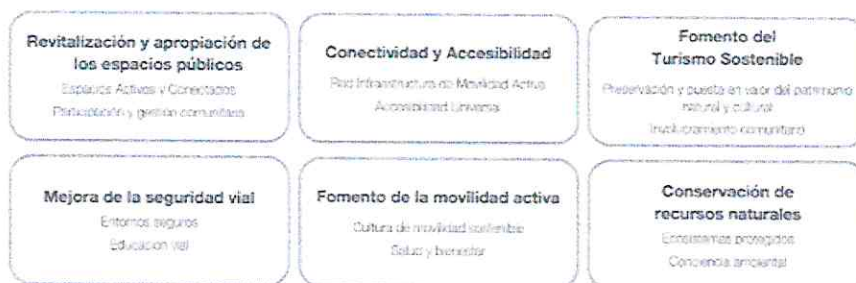 Revitalización y apropiación de
los espacios públicos
Espacios Activos y Conectados
Participación y gestión comunitaria
Conectividad y Accesibilidad
Red Infraestructura de Movilidad Activa
Accesibilidad Universal
Fomento del
Turismo Sostenible
Preservación y puesta en valor del patrimonio
natural y cultural
Involucramiento comunitario
Mejora de la seguridad vial
Entornos seguros
Educación vial
Fomento de la movilidad activa
Cultura de movilidad sostenible
Salud y bienestar
Conservación de
recursos naturales
Ecosistemas protegidos
Conciencia ambiental